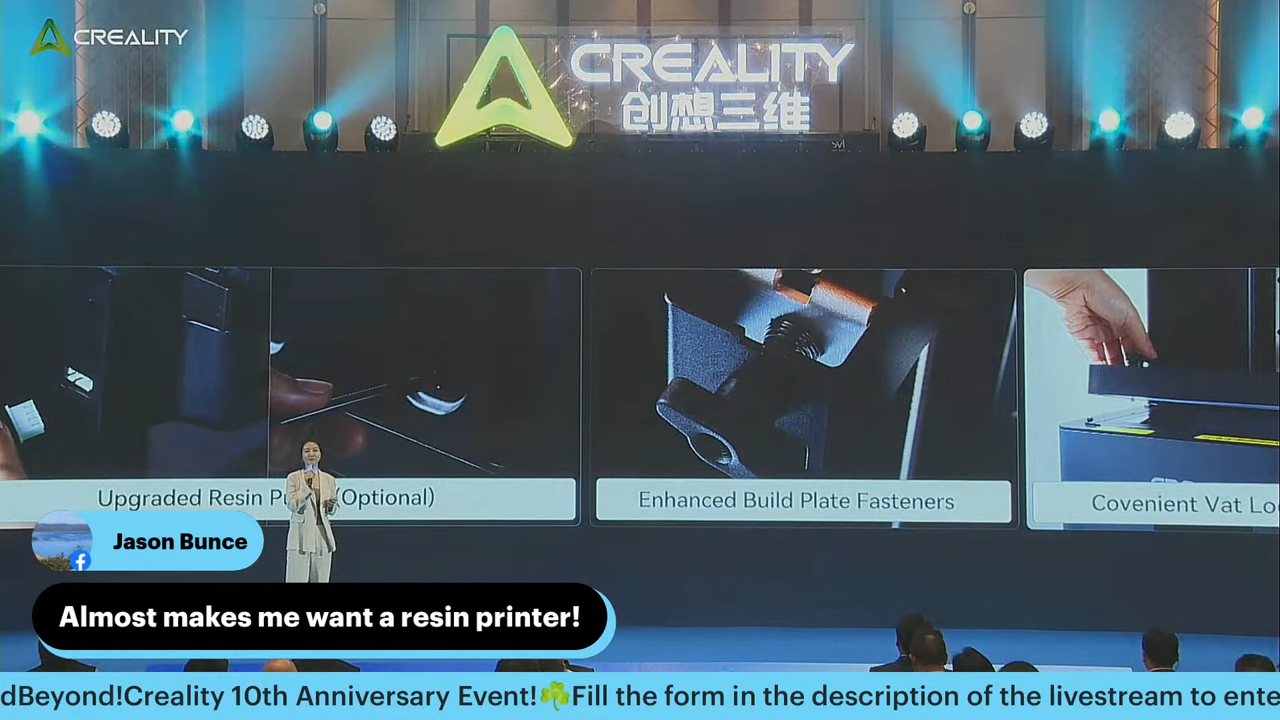 CREALITY
CREALITY
创想三维
Upgraded Resin (Optional)
Enhanced Build Plate Fasteners
Covenient Vat
Jason Bunce
Almost makes me want a resin printer!
dBeyond!Creality 10th Anniversary Event!☘️Fill the form in the description of the livestream to ente